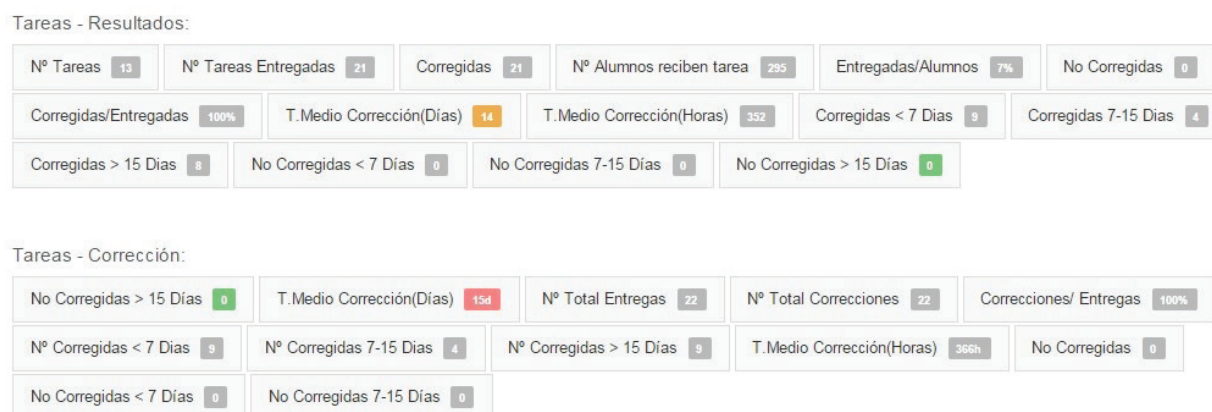 Tareas - Resultados:
Nº Tareas 13 Nº Tareas Entregadas 21 Corregidas 21 Nº Alumnos reciben tarea 295 Entregadas/Alumnos 7% No Corregidas 0
Corregidas/Entregadas 100% T.Medio Corrección(Días) 14 T.Medio Corrección(Horas) 352 Corregidas < 7 Dias 9 Corregidas 7-15 Dias 4
Corregidas > 15 Dias 8 No Corregidas < 7 Días 0 No Corregidas 7-15 Días 0 No Corregidas > 15 Días 0
Tareas - Corrección:
No Corregidas > 15 Días 0 T.Medio Corrección(Días) 15d Nº Total Entregas 22 Nº Total Correcciones 22 Correcciones/ Entregas 100%
Nº Corregidas < 7 Dias 9 Nº Corregidas 7-15 Dias 4 Nº Corregidas > 15 Días 9 T.Medio Corrección(Horas) 366h No Corregidas 0
No Corregidas < 7 Días 0 No Corregidas 7-15 Días 0